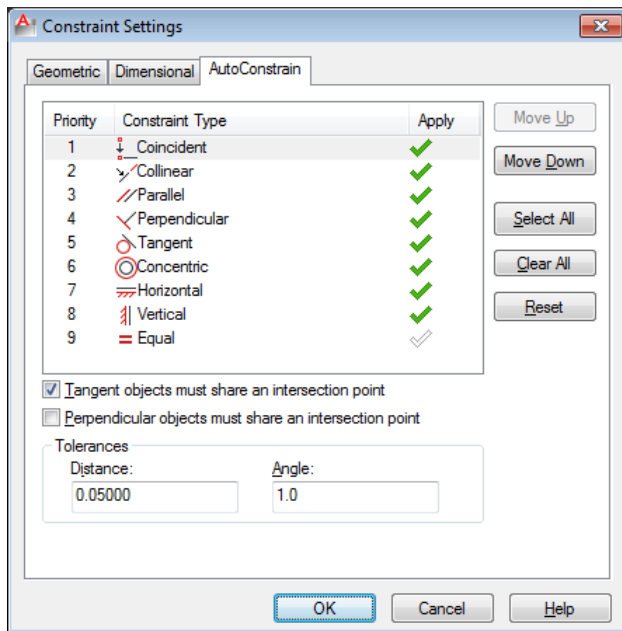 Constraint Settings
Geometric Dimensional AutoConstrain
Priority Constraint Type Apply
1 Coincident
2 Collinear
3 Parallel
4 Perpendicular
5 Tangent
6 Concentric
7 Horizontal
8 Vertical
9 Equal
Move Up
Move Down
Select All
Clear All
Reset
Tangent objects must share an intersection point
Perpendicular objects must share an intersection point
Tolerances
Distance: Angle:
0.05000 1.0
OK Cancel Help